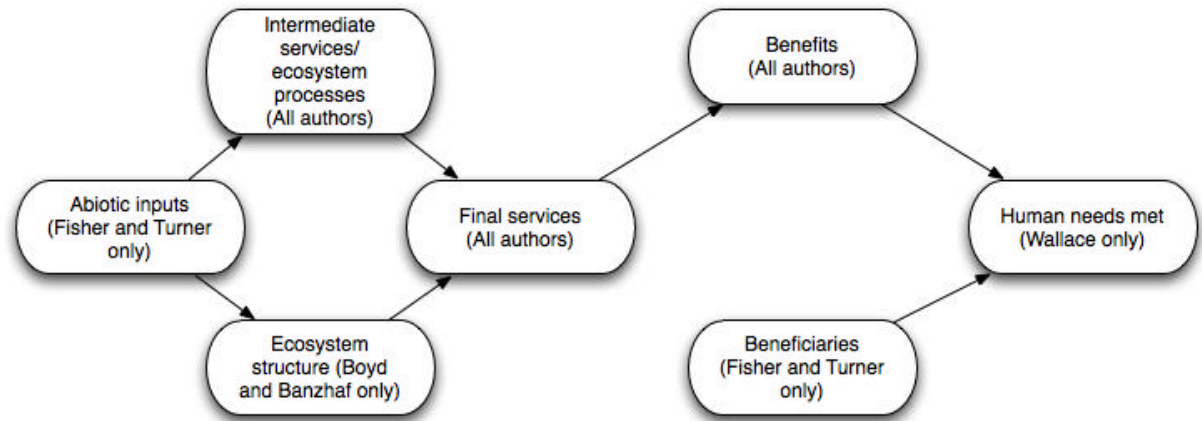 Intermediate
services/
ecosystem
processes
(All authors)
Benefits
(All authors)
Abiotic inputs
(Fisher and Turner
only)
Final services
(All authors)
Human needs met
(Wallace only)
Ecosystem
structure (Boyd
and Banzhaf only)
Beneficiaries
(Fisher and Turner
only)